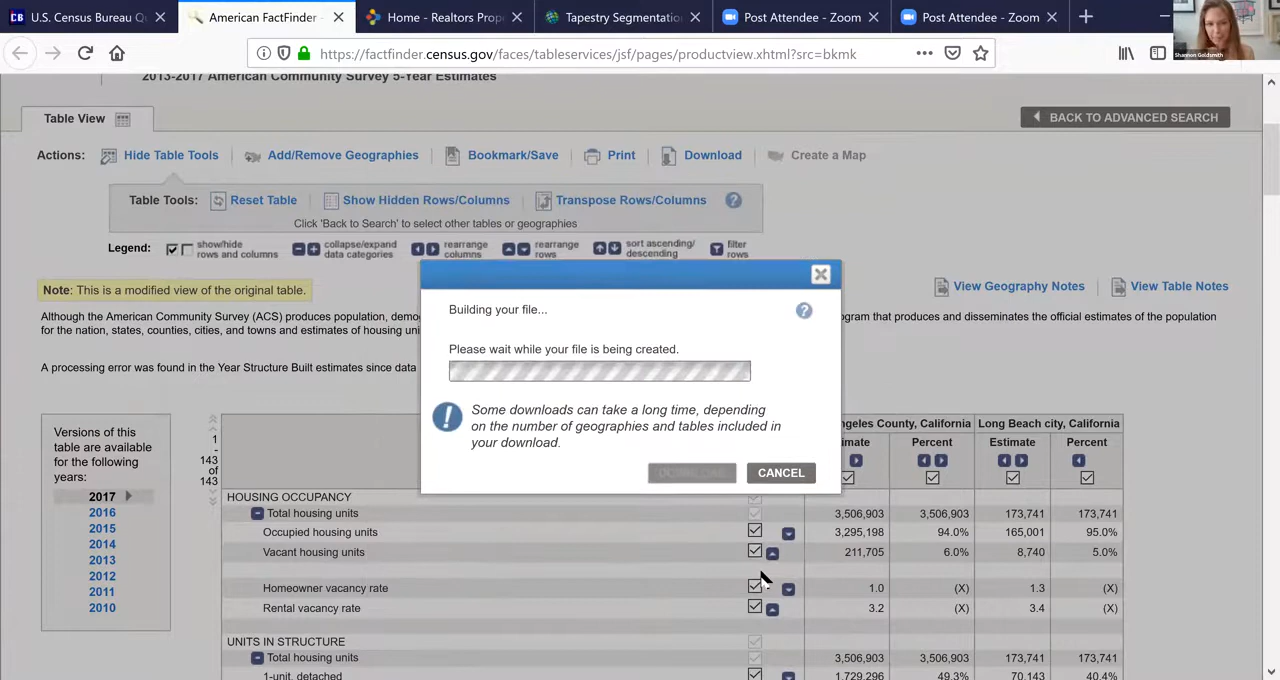 U.S. Census Bureau Q
American FactFinder -
Home - Realtors Prop
Tapestry Segmentatio
Post Attendee - Zoom
Post Attendee - Zoom
https://factfinder.census.gov/faces/tableservices/jsf/pages/productview.xhtml?src=bkmk
Shannon Goldsmith
2013-2017 American Community Survey 5-Year Estimates
Table View
BACK TO ADVANCED SEARCH
Actions: Hide Table Tools Add/Remove Geographies Bookmark/Save Print Download Create a Map
Table Tools: Reset Table Show Hidden Rows/Columns Transpose Rows/Columns ?
Click 'Back to Search' to select other tables or geographies
Legend: show/hide rows and columns collapse/expand data categories rearrange columns rearrange rows sort ascending/descending filter rows
Note: This is a modified view of the original table.
View Geography Notes View Table Notes
Although the American Community Survey (ACS) produces population, demo
gram that produces and disseminates the official estimates of the population
for the nation, states, counties, cities, and towns and estimates of housing uni
A processing error was found in the Year Structure Built estimates since data
Building your file...
?
Please wait while your file is being created.
Some downloads can take a long time, depending
on the number of geographies and tables included in
your download.
DOWNLOAD CANCEL
Versions of this
table are available
for the following
years:
2017
2016
2015
2014
2013
2012
2011
2010
1
-
143
of
143
ngeles County, California Long Beach city, California
imate Percent Estimate Percent
HOUSING OCCUPANCY
Total housing units 3,506,903 3,506,903 173,741 173,741
Occupied housing units 3,295,198 94.0% 165,001 95.0%
Vacant housing units 211,705 6.0% 8,740 5.0%
Homeowner vacancy rate 1.0 (X) 1.3 (X)
Rental vacancy rate 3.2 (X) 3.4 (X)
UNITS IN STRUCTURE
Total housing units 3,506,903 3,506,903 173,741 173,741
1-unit, detached 1,729,296 49.3% 70,143 40.4%